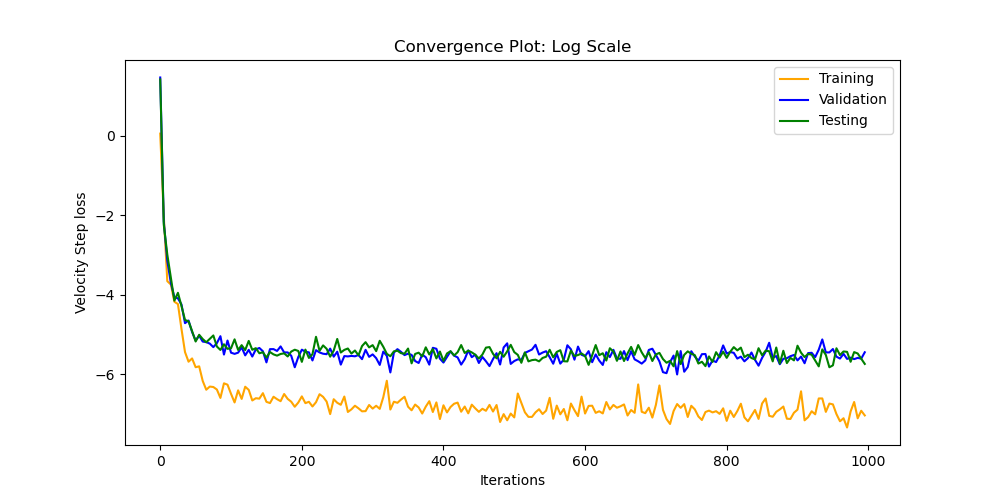 Convergence Plot: Log Scale
Training
Validation
Testing
Velocity Step loss
0
−2
−4
−6
0
200
400
600
800
1000
Iterations